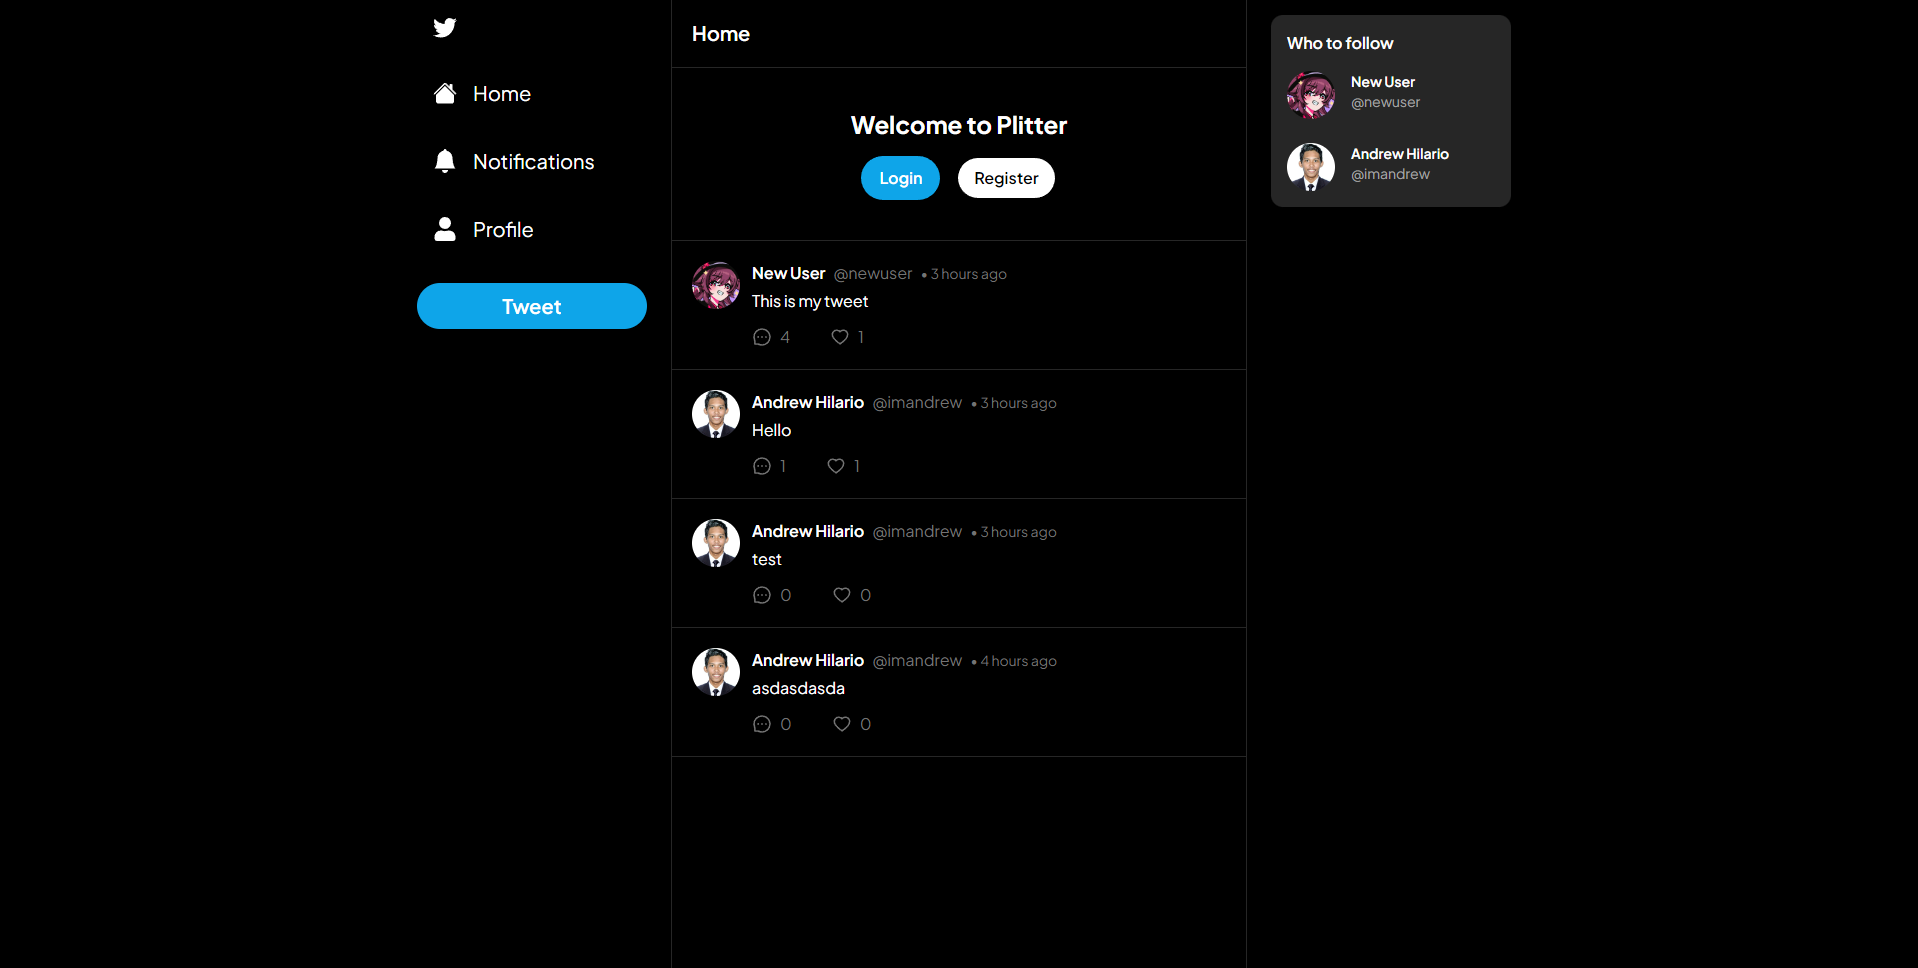 Home
Notifications
Profile
Tweet
Home
Welcome to Plitter
Login
Register
New User @newuser • 3 hours ago
This is my tweet
4 1
Andrew Hilario @imandrew • 3 hours ago
Hello
1 1
Andrew Hilario @imandrew • 3 hours ago
test
0 0
Andrew Hilario @imandrew • 4 hours ago
asdasdasda
0 0
Who to follow
New User
@newuser
Andrew Hilario
@imandrew